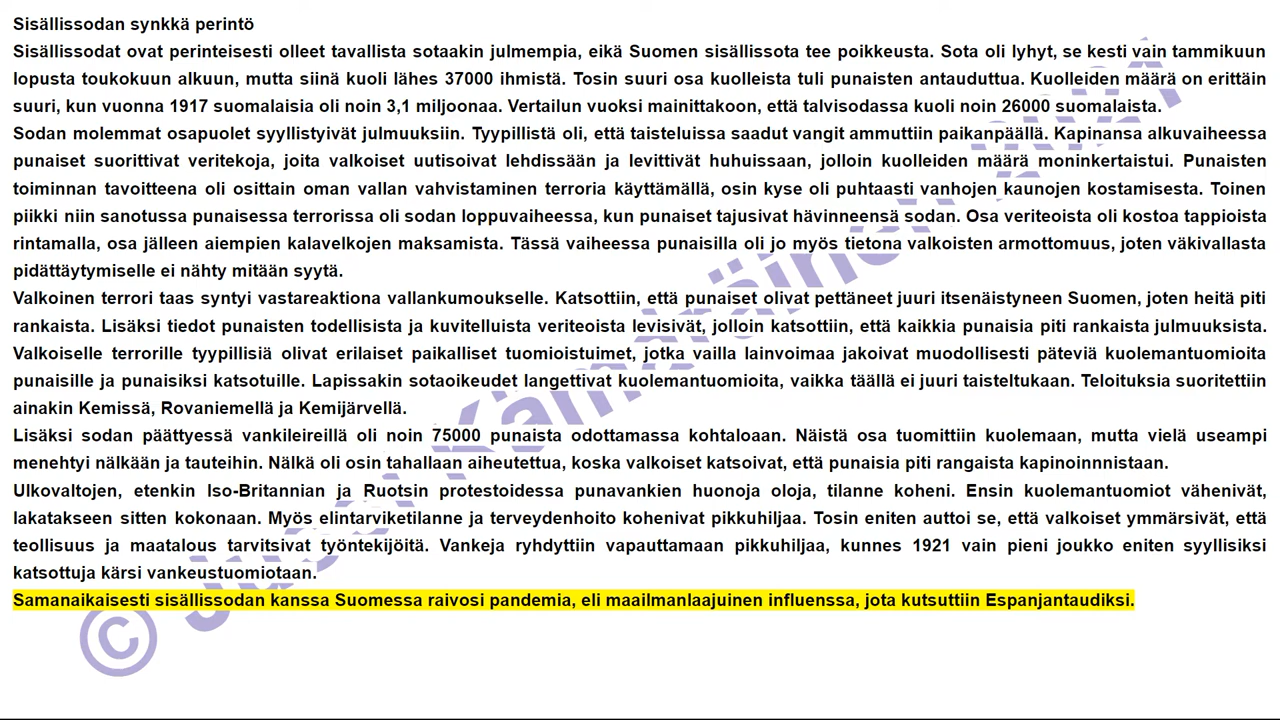 Sisällissodan synkkä perintö
Sisällissodat ovat perinteisesti olleet tavallista sotaakin julmempia, eikä Suomen sisällissota tee poikkeusta. Sota oli lyhyt, se kesti vain tammikuun
lopusta toukokuun alkuun, mutta siinä kuoli lähes 37000 ihmistä. Tosin suuri osa kuolleista tuli punaisten antauduttua. Kuolleiden määrä on erittäin
suuri, kun vuonna 1917 suomalaisia oli noin 3,1 miljoonaa. Vertailun vuoksi mainittakoon, että talvisodassa kuoli noin 26000 suomalaista.
Sodan molemmat osapuolet syyllistyivät julmuuksiin. Tyypillistä oli, että taisteluissa saadut vangit ammuttiin paikanpäällä. Kapinansa alkuvaiheessa
punaiset suorittivat veritekoja, joita valkoiset uutisoivat lehdissään ja levittivät huhuissaan, jolloin kuolleiden määrä moninkertaistui. Punaisten
toiminnan tavoitteena oli osittain oman vallan vahvistaminen terroria käyttämällä, osin kyse oli puhtaasti vanhojen kaunojen kostamisesta. Toinen
piikki niin sanotussa punaisessa terrorissa oli sodan loppuvaiheessa, kun punaiset tajusivat hävinneensä sodan. Osa veriteoista oli kostoa tappioista
rintamalla, osa jälleen aiempien kalavelkojen maksamista. Tässä vaiheessa punaisilla oli jo myös tietona valkoisten armottomuus, joten väkivallasta
pidättäytymiselle ei nähty mitään syytä.
Valkoinen terrori taas syntyi vastareaktiona vallankumoukselle. Katsottiin, että punaiset olivat pettäneet juuri itsenäistyneen Suomen, joten heitä piti
rankaista. Lisäksi tiedot punaisten todellisista ja kuvitelluista veriteoista levisivät, jolloin katsottiin, että kaikkia punaisia piti rankaista julmuuksista.
Valkoiselle terrorille tyypillisiä olivat erilaiset paikalliset tuomioistuimet, jotka vailla lainvoimaa jakoivat muodollisesti päteviä kuolemantuomioita
punaisille ja punaisiksi katsotuille. Lapissakin sotaoikeudet langettivat kuolemantuomioita, vaikka täällä ei juuri taisteltukaan. Teloituksia suoritettiin
ainakin Kemissä, Rovaniemellä ja Kemijärvellä.
Lisäksi sodan päättyessä vankileireillä oli noin 75000 punaista odottamassa kohtaloaan. Näistä osa tuomittiin kuolemaan, mutta vielä useampi
menehtyi nälkään ja tauteihin. Nälkä oli osin tahallaan aiheutettua, koska valkoiset katsoivat, että punaisia piti rangaista kapinoinnnistaan.
Ulkovaltojen, etenkin Iso-Britannian ja Ruotsin protestoidessa punavankien huonoja oloja, tilanne koheni. Ensin kuolemantuomiot vähenivät,
lakatakseen sitten kokonaan. Myös elintarviketilanne ja terveydenhoito kohenivat pikkuhiljaa. Tosin eniten auttoi se, että valkoiset ymmärsivät, että
teollisuus ja maatalous tarvitsivat työntekijöitä. Vankeja ryhdyttiin vapauttamaan pikkuhiljaa, kunnes 1921 vain pieni joukko eniten syyllisiksi
katsottuja kärsi vankeustuomiotaan.
Samanaikaisesti sisällissodan kanssa Suomessa raivosi pandemia, eli maailmanlaajuinen influenssa, jota kutsuttiin Espanjantaudiksi.